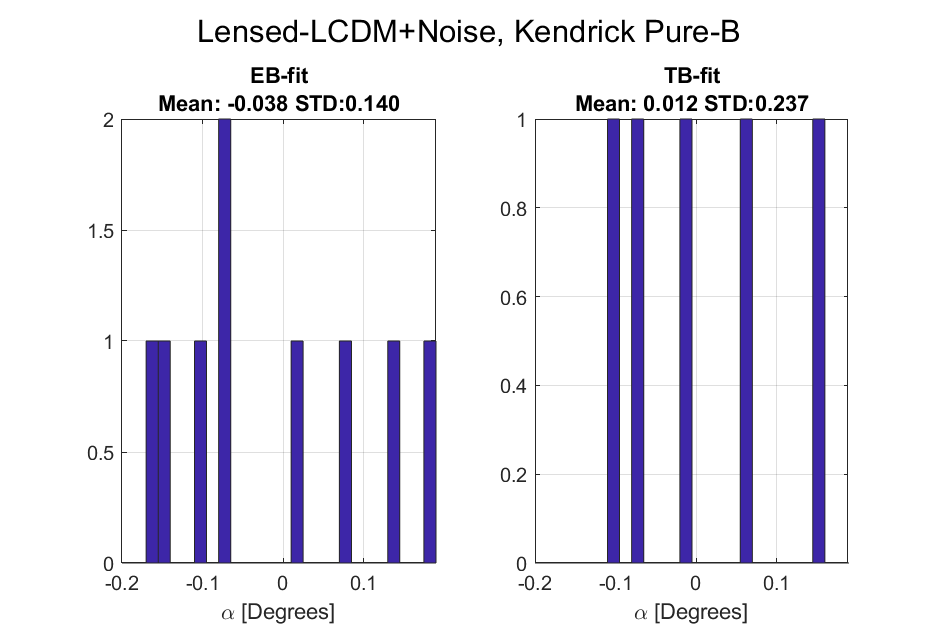 Lensed-LCDM+Noise, Kendrick Pure-B
EB-fit
Mean: -0.038 STD:0.140
2
1.5
1
0.5
0
-0.2
-0.1
0
0.1
α [Degrees]
TB-fit
Mean: 0.012 STD:0.237
1
0.8
0.6
0.4
0.2
0
-0.2
-0.1
0
0.1
α [Degrees]